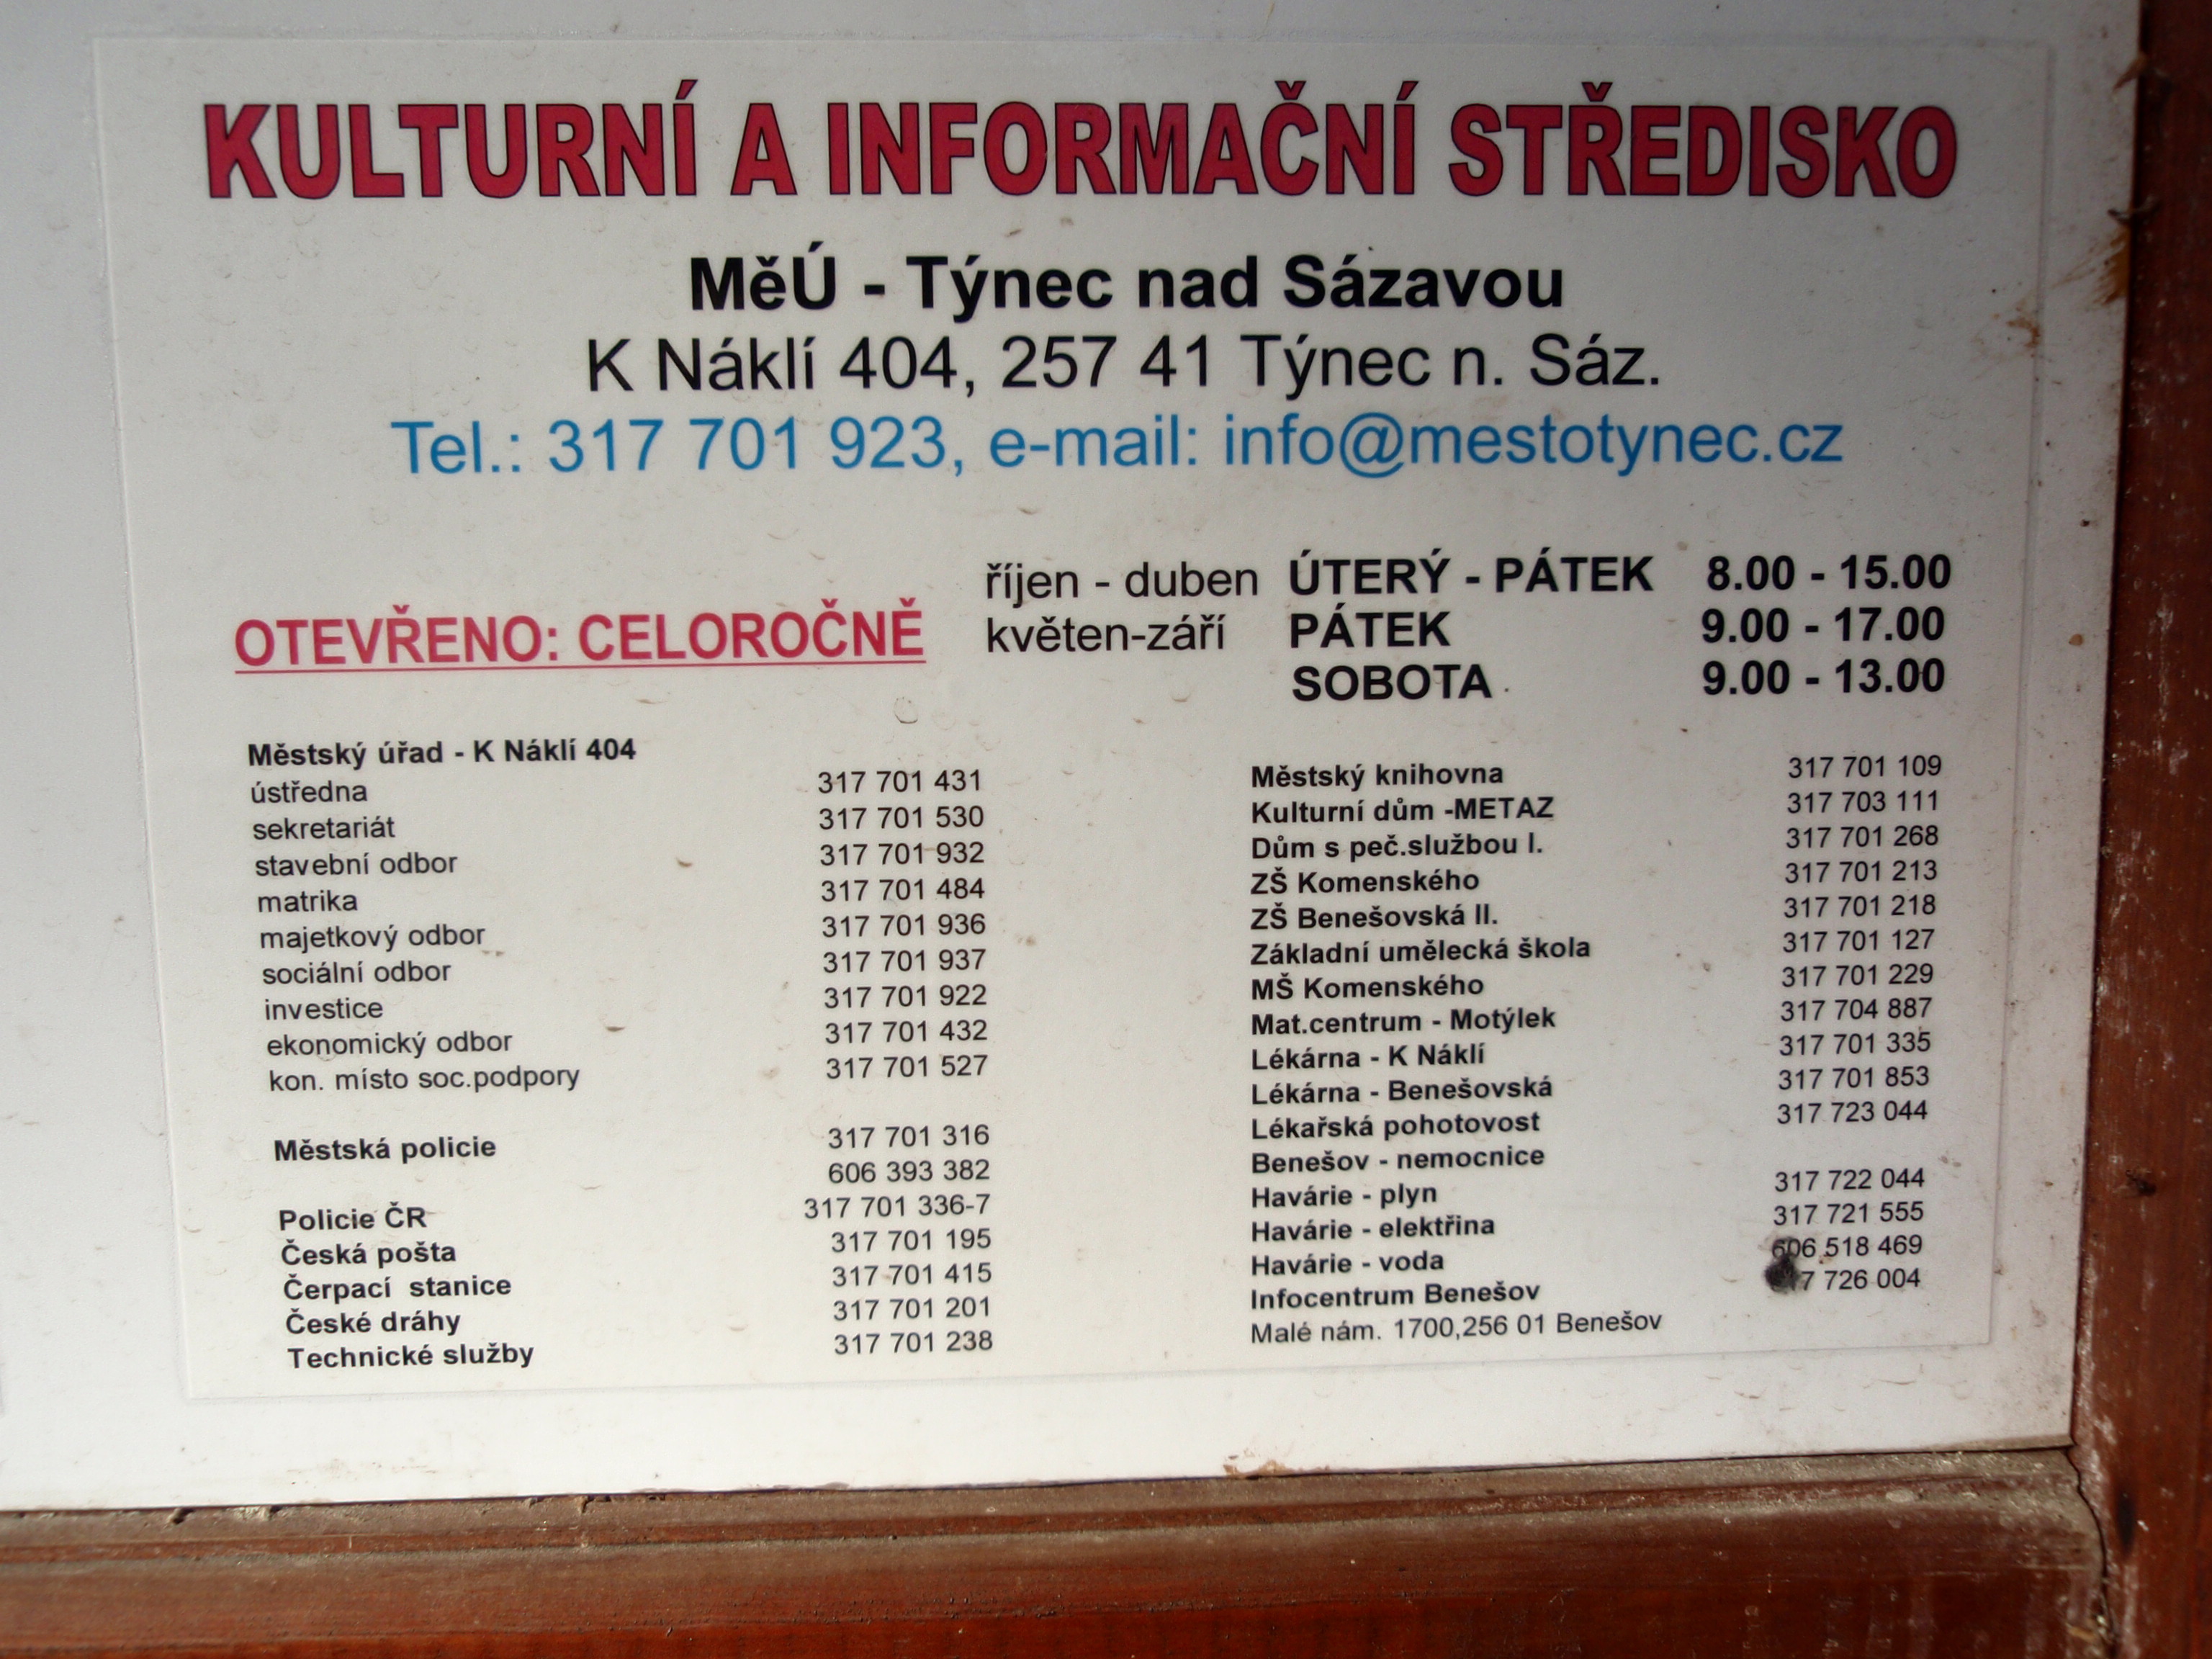 KULTURNÍ A INFORMAČNÍ STŘEDISKO
MěÚ - Týnec nad Sázavou
K Náklí 404, 257 41 Týnec n. Sáz.
Tel.: 317 701 923, e-mail: info@mestotynec.cz
OTEVŘENO: CELOROČNĚ
říjen - duben ÚTERÝ - PÁTEK 8.00 - 15.00
květen-září PÁTEK 9.00 - 17.00
SOBOTA 9.00 - 13.00
Městský úřad - K Náklí 404
ústředna 317 701 431
sekretariát 317 701 530
stavební odbor 317 701 932
matrika 317 701 484
majetkový odbor 317 701 936
sociální odbor 317 701 937
investice 317 701 922
ekonomický odbor 317 701 432
kon. místo soc.podpory 317 701 527
Městská policie 317 701 316
606 393 382
Policie ČR 317 701 336-7
Česká pošta 317 701 195
Čerpací stanice 317 701 415
České dráhy 317 701 201
Technické služby 317 701 238
Městský knihovna 317 701 109
Kulturní dům -METAZ 317 703 111
Dům s peč.službou I. 317 701 268
ZŠ Komenského 317 701 213
ZŠ Benešovská II. 317 701 218
Základní umělecká škola 317 701 127
MŠ Komenského 317 701 229
Mat.centrum - Motýlek 317 704 887
Lékárna - K Náklí 317 701 335
Lékárna - Benešovská 317 701 853
Lékařská pohotovost 317 723 044
Benešov - nemocnice
Havárie - plyn 317 722 044
Havárie - elektřina 317 721 555
Havárie - voda 606 518 469
Infocentrum Benešov 726 004
Malé nám. 1700,256 01 Benešov